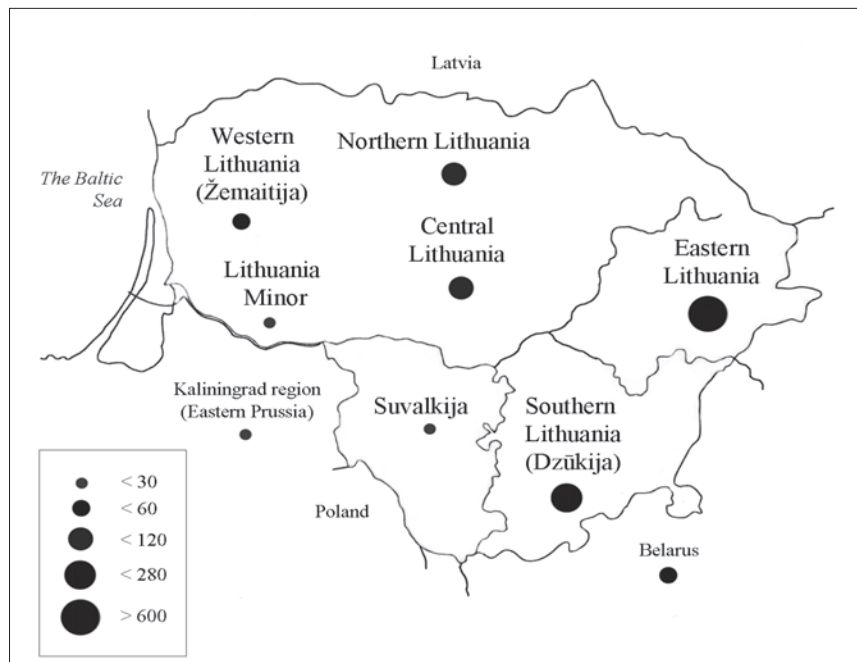 Latvia
Western
Lithuania
(Žemaitija)
Northern Lithuania
The Baltic
Sea
Central
Lithuania
Eastern
Lithuania
Lithuania
Minor
Kaliningrad region
(Eastern Prussia)
Suvalkija
Southern
Lithuania
(Dzūkija)
Poland
Belarus
< 30
< 60
< 120
< 280
> 600